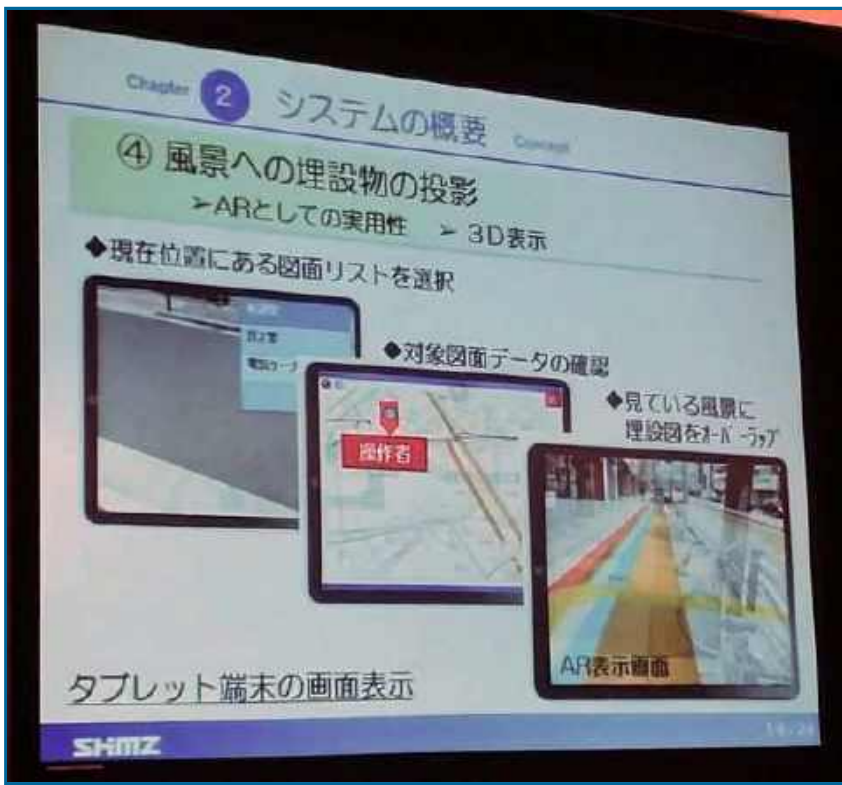 Chapter 2 システムの概要 Concept
④ 風景への埋設物の投影
➢ARとしての実用性 ➢ 3D表示
◆現在位置にある図面リストを選択
◆対象図面データの確認
◆見ている風景に
埋設図をオーバーラップ
操作者
AR表示画面
タブレット端末の画面表示
SHIMZ